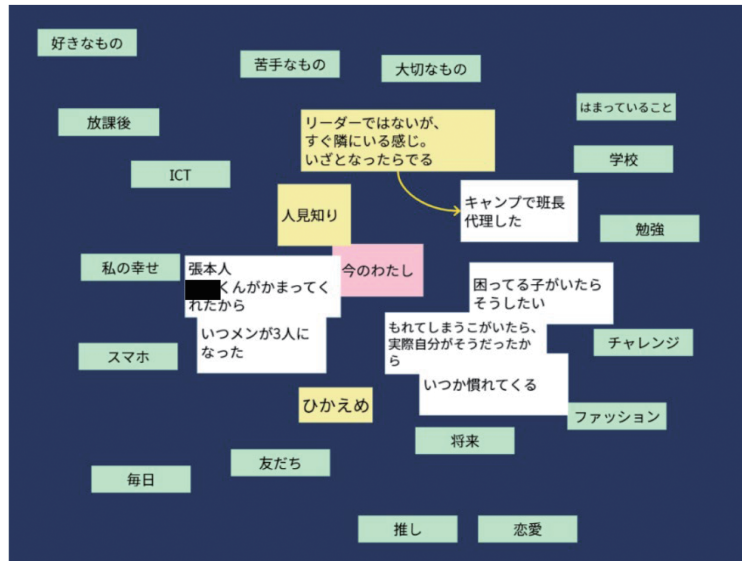 好きなもの
苦手なもの
大切なもの
はまっていること
放課後
リーダーではないが、
すぐ隣にいる感じ。
いざとなったらでる
学校
ICT
キャンプで班長
代理した
人見知り
勉強
今のわたし
私の幸せ
張本人
くんがかまってく
れたから
困ってる子がいたら
そうしたい
いつメンが3人に
なった
もれてしまうこがいたら、
実際自分がそうだったか
ら
チャレンジ
スマホ
いつか慣れてくる
ひかえめ
ファッション
将来
友だち
毎日
推し
恋愛